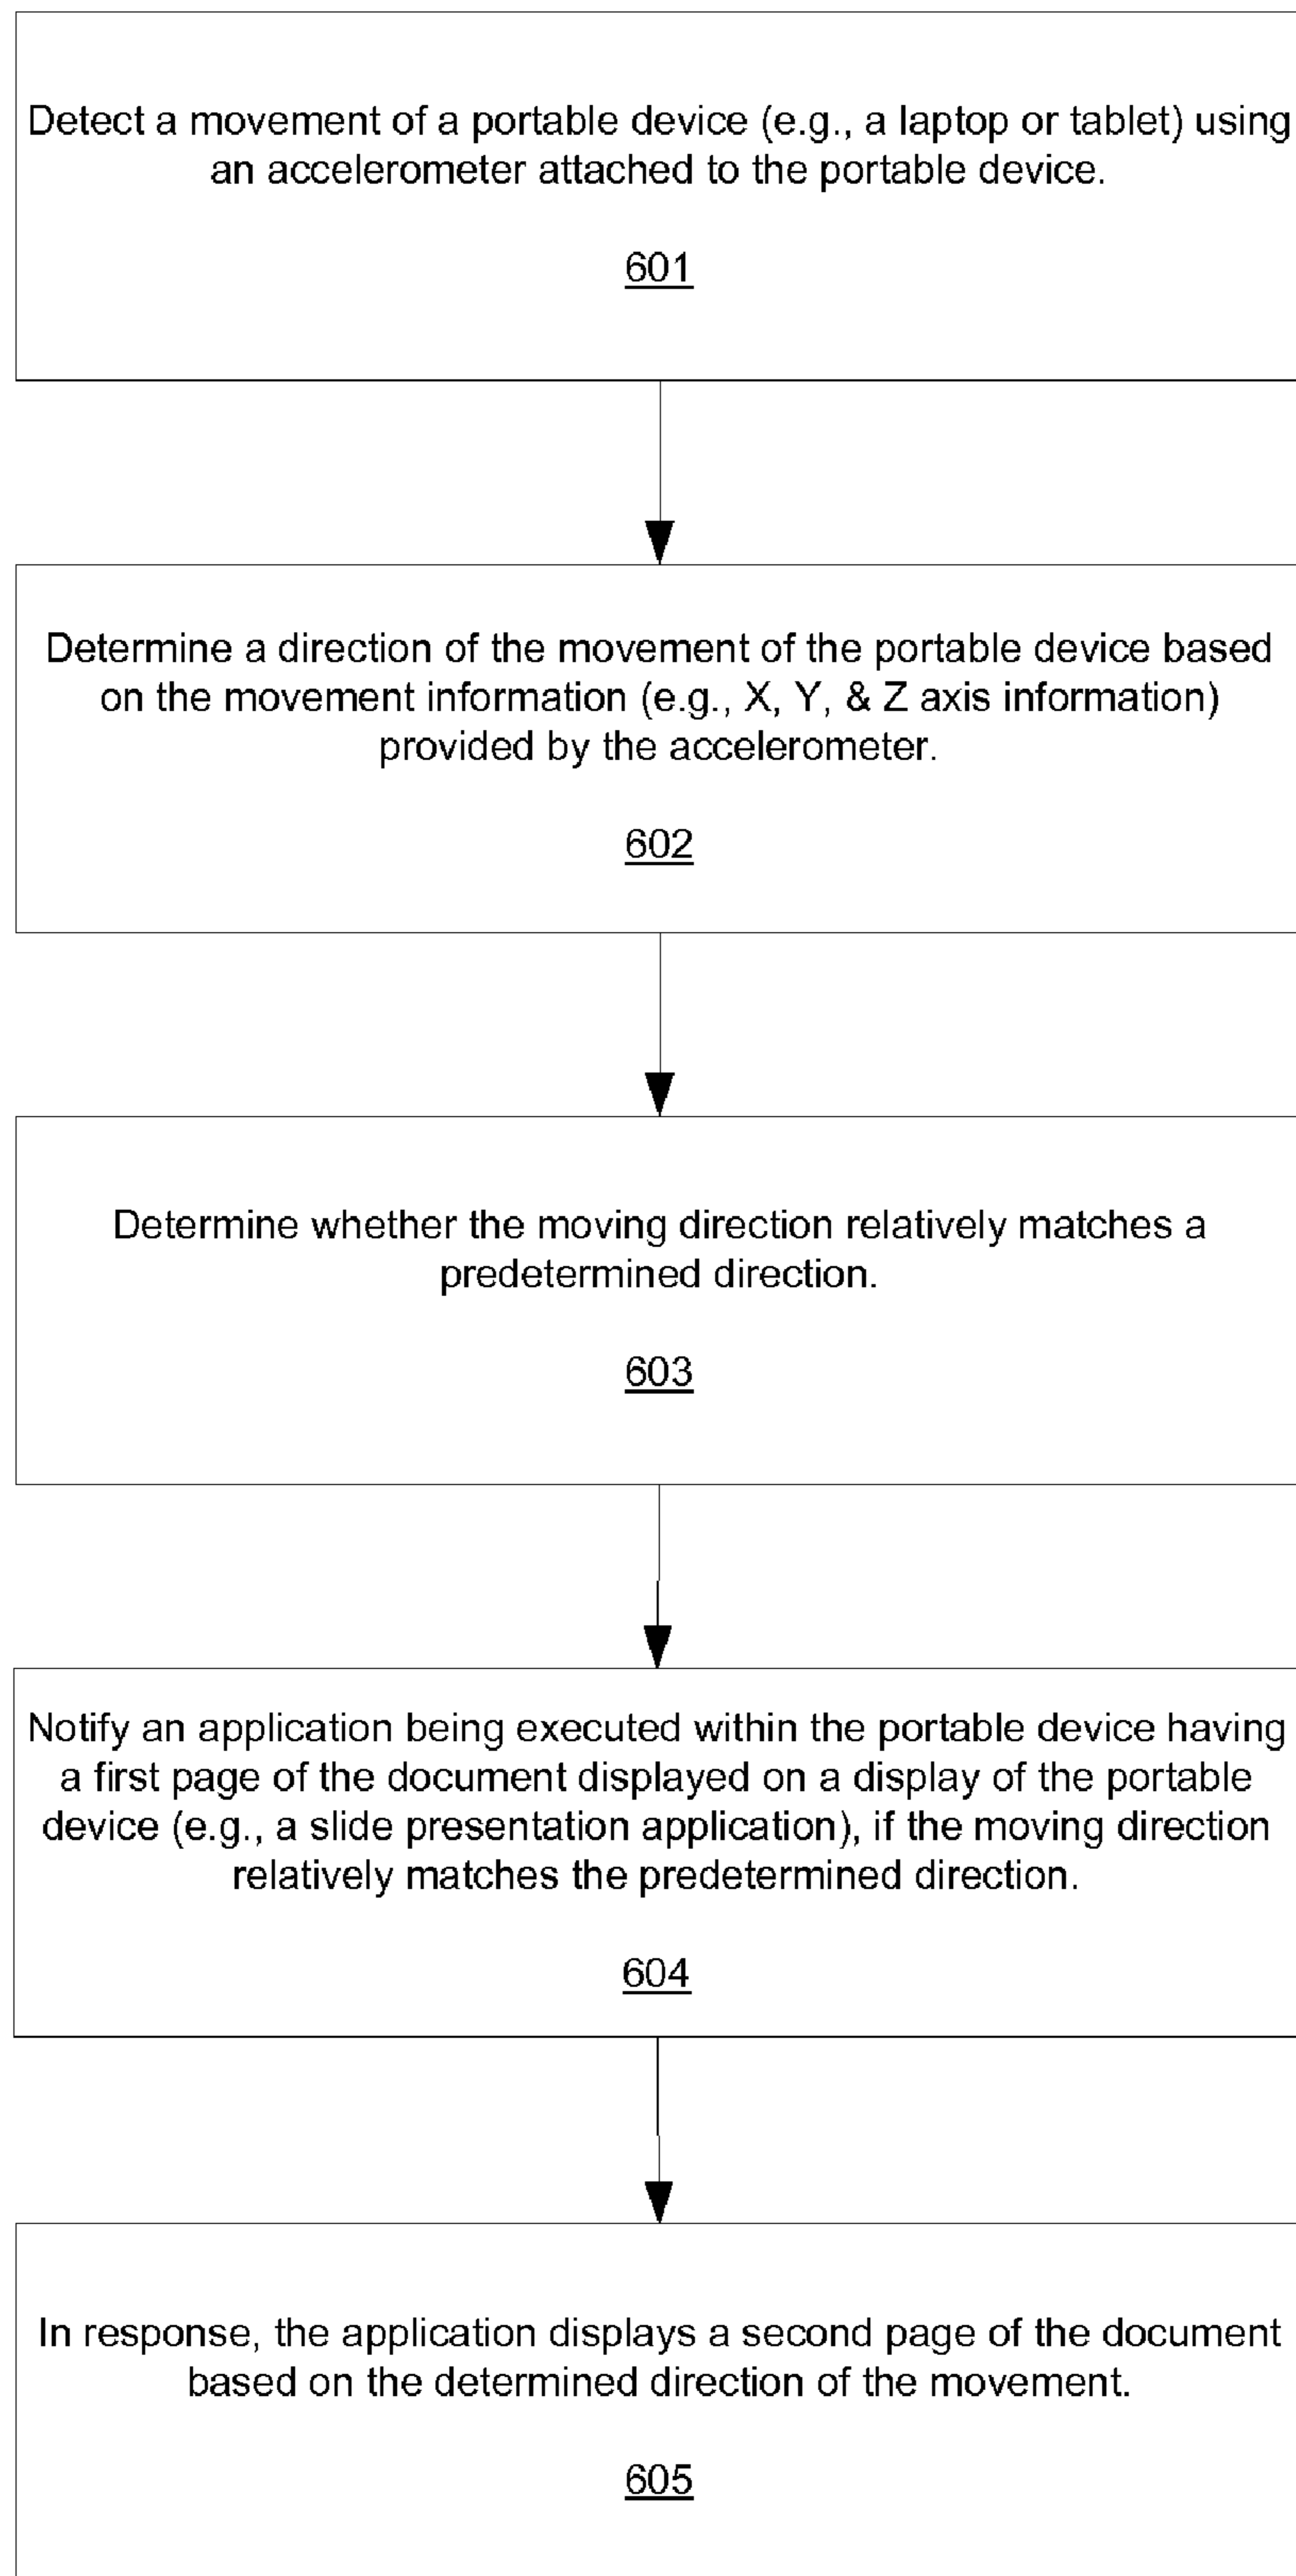 Detect a movement of a portable device (e.g., a laptop or tablet) using
an accelerometer attached to the portable device.
601
Determine a direction of the movement of the portable device based
on the movement information (e.g., X, Y, & Z axis information)
provided by the accelerometer.
602
Determine whether the moving direction relatively matches a
predetermined direction.
603
Notify an application being executed within the portable device having
a first page of the document displayed on a display of the portable
device (e.g., a slide presentation application), if the moving direction
relatively matches the predetermined direction.
604
In response, the application displays a second page of the document
based on the determined direction of the movement.
605